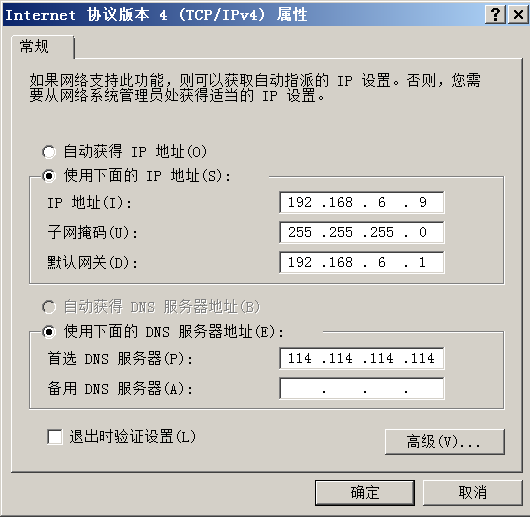 Internet 协议版本 4 (TCP/IPv4) 属性
常规
如果网络支持此功能，则可以获取自动指派的 IP 设置。否则，您需
要从网络系统管理员处获得适当的 IP 设置。
自动获得 IP 地址(O)
使用下面的 IP 地址(S):
IP 地址(I): 192 .168 . 6 . 9
子网掩码(U): 255 .255 .255 . 0
默认网关(D): 192 .168 . 6 . 1
自动获得 DNS 服务器地址(B)
使用下面的 DNS 服务器地址(E):
首选 DNS 服务器(P): 114 .114 .114 .114
备用 DNS 服务器(A): . . .
退出时验证设置(L)
高级(V)...
确定 取消